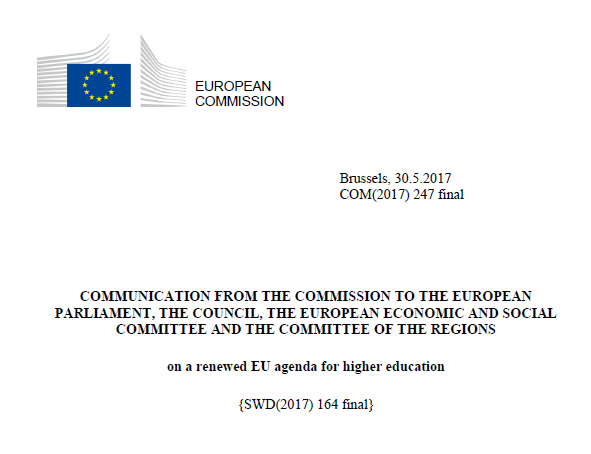 EUROPEAN
COMMISSION
Brussels, 30.5.2017
COM(2017) 247 final
COMMUNICATION FROM THE COMMISSION TO THE EUROPEAN
PARLIAMENT, THE COUNCIL, THE EUROPEAN ECONOMIC AND SOCIAL
COMMITTEE AND THE COMMITTEE OF THE REGIONS
on a renewed EU agenda for higher education
{SWD(2017) 164 final}